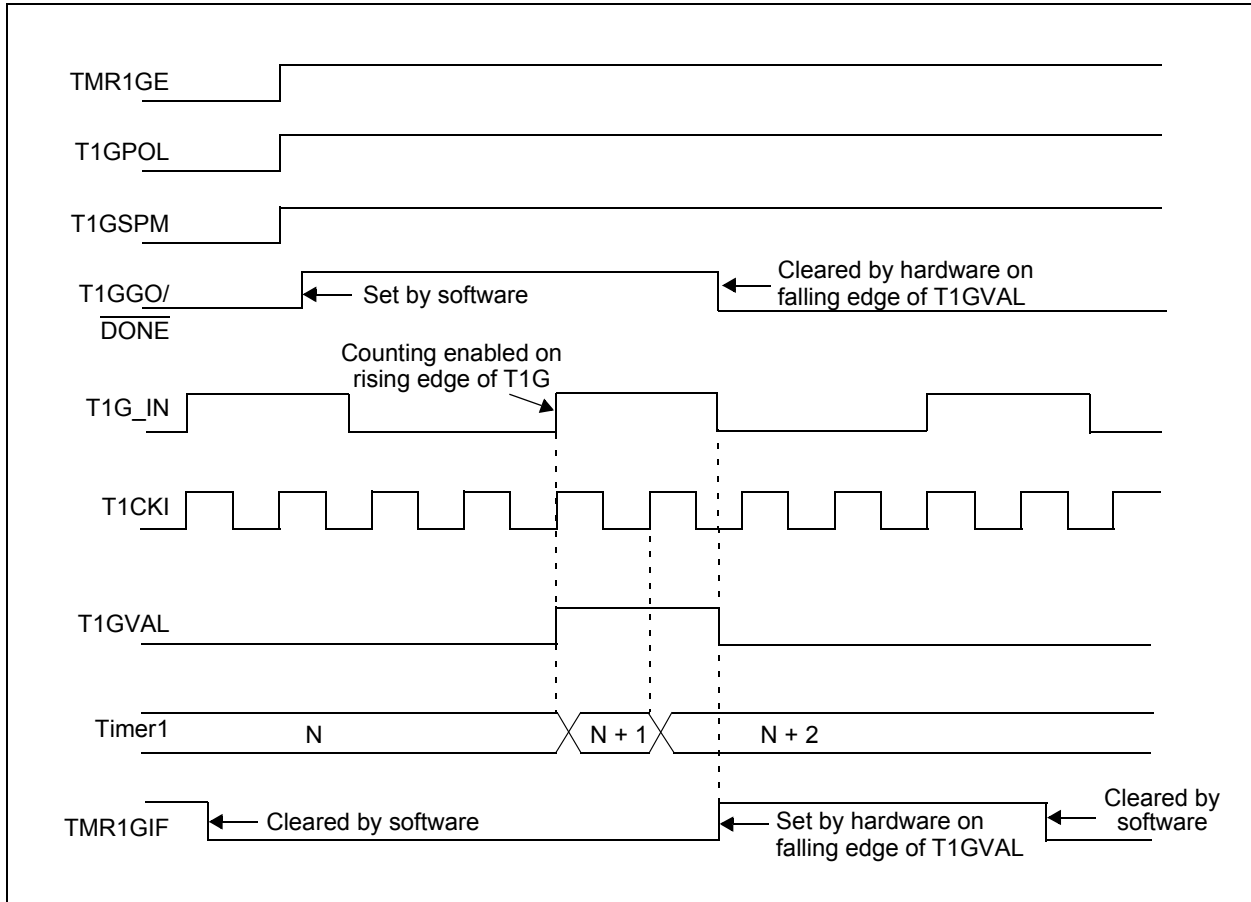 TMR1GE
T1GPOL
T1GSPM
T1GGO/
DONE
Set by software
Cleared by hardware on
falling edge of T1GVAL
Counting enabled on
rising edge of T1G
T1G_IN
T1CKI
T1GVAL
Timer1
N
N + 1
N + 2
TMR1GIF
Cleared by software
Set by hardware on
falling edge of T1GVAL
Cleared by
software